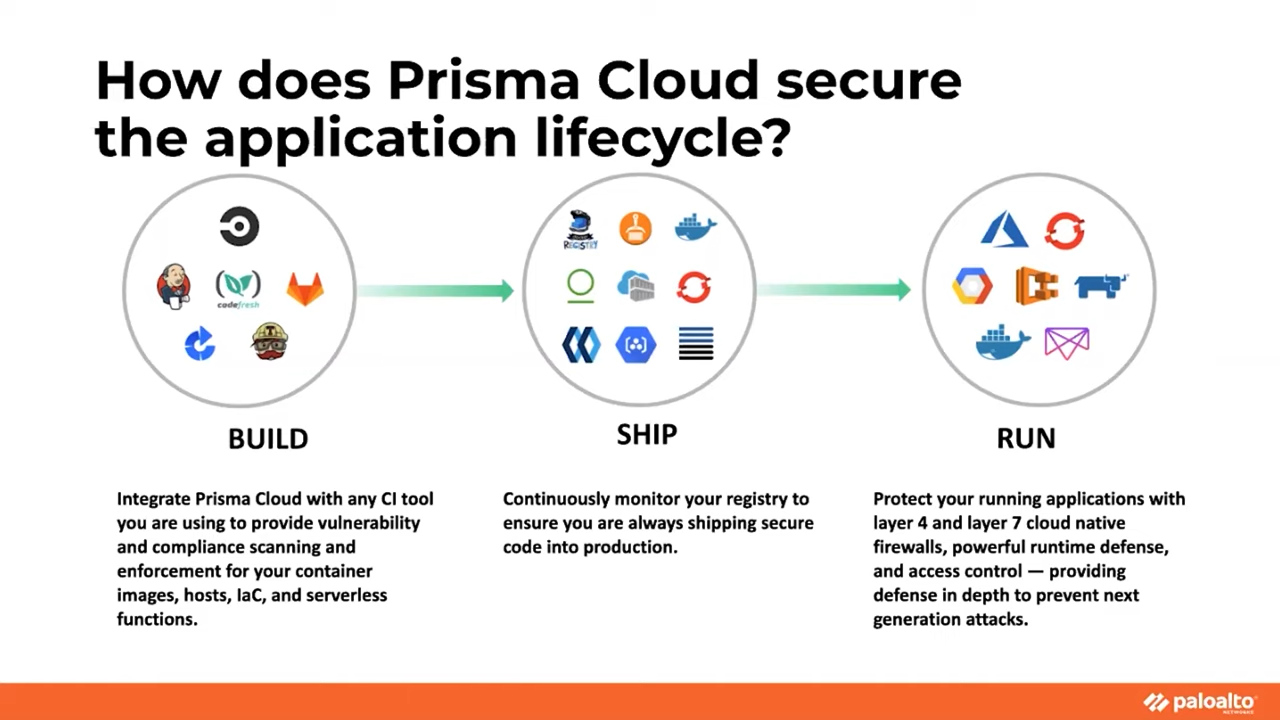 How does Prisma Cloud secure
the application lifecycle?
REGISTRY
codefresh
BUILD
SHIP
RUN
Integrate Prisma Cloud with any CI tool
you are using to provide vulnerability
and compliance scanning and
enforcement for your container
images, hosts, IaC, and serverless
functions.
Continuously monitor your registry to
ensure you are always shipping secure
code into production.
Protect your running applications with
layer 4 and layer 7 cloud native
firewalls, powerful runtime defense,
and access control — providing
defense in depth to prevent next
generation attacks.
paloalto
NETWORKS